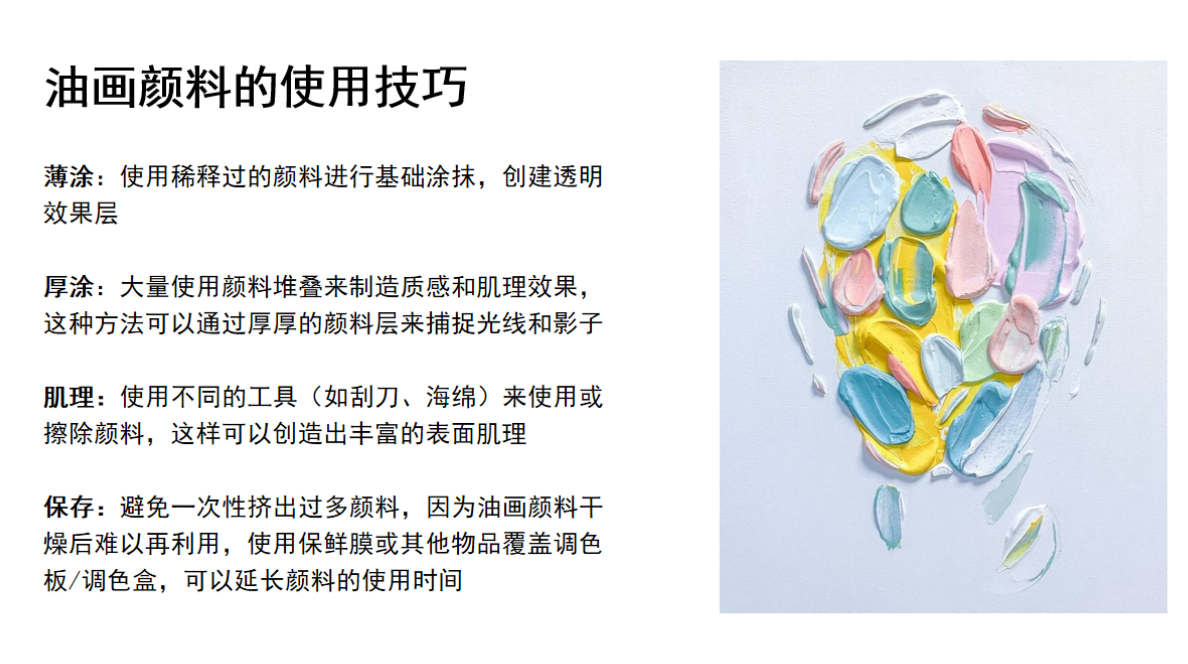 油画颜料的使用技巧
薄涂：使用稀释过的颜料进行基础涂抹，创建透明
效果层
厚涂：大量使用颜料堆叠来制造质感和肌理效果，
这种方法可以通过厚厚的颜料层来捕捉光线和影子
肌理：使用不同的工具（如刮刀、海绵）来使用或
擦除颜料，这样可以创造出丰富的表面肌理
保存：避免一次性挤出过多颜料，因为油画颜料干
燥后难以再利用，使用保鲜膜或其他物品覆盖调色
板/调色盒，可以延长颜料的使用时间